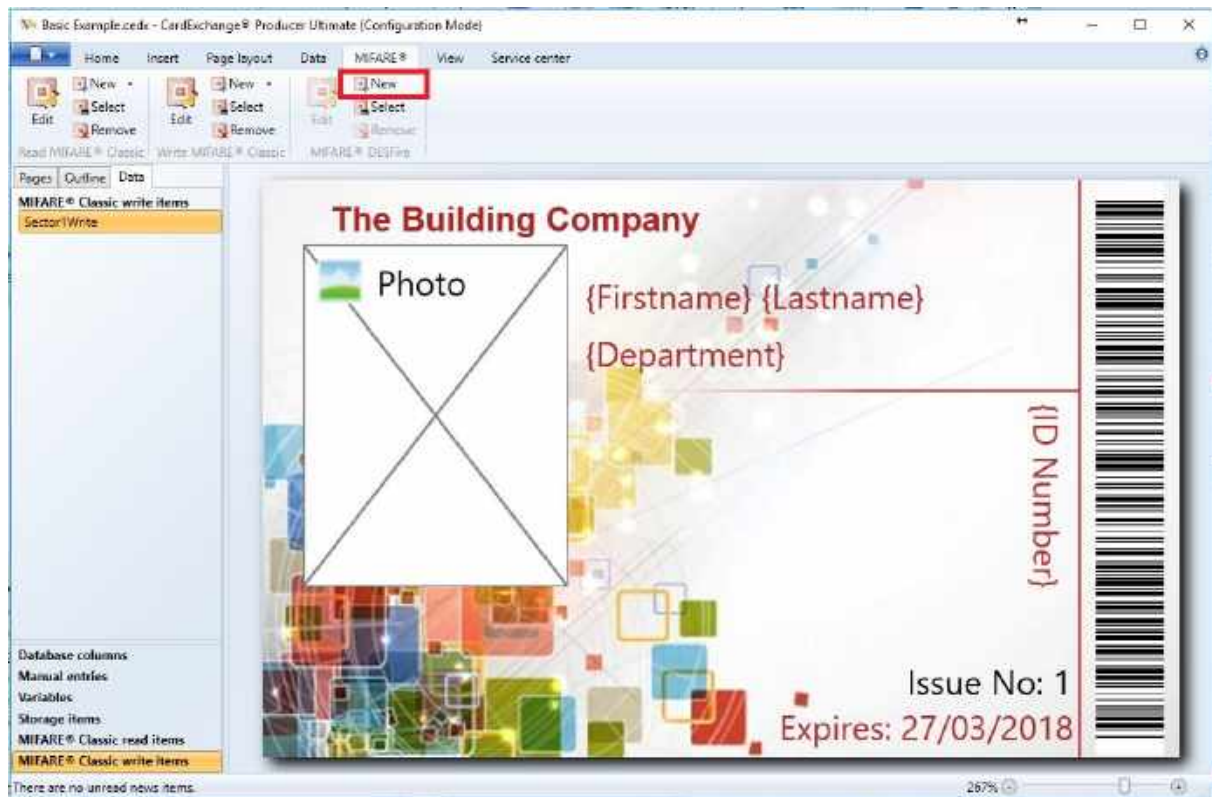 Basic Example.cedx - CardExchange® Producer Ultimate (Configuration Mode)
Home Insert Page layout Data MIFARE® View Service center
New New New
Select Select Select
Edit Edit Edit
Remove Remove Remove
Read MIFARE® Classic Write MIFARE® Classic MIFARE® DESFire
Pages Outline Data
MIFARE® Classic write items
Sector1Write
The Building Company
Photo
{Firstname} {Lastname}
{Department}
{ID Number}
Issue No: 1
Expires: 27/03/2018
Database columns
Manual entries
Variables
Storage items
MIFARE® Classic read items
MIFARE® Classic write items
There are no unread news items.
267%